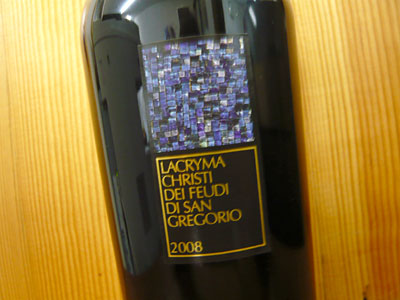 LACRYMA
CHRISTI
DEI FEUDI
DI SAN
GREGORIO
2008